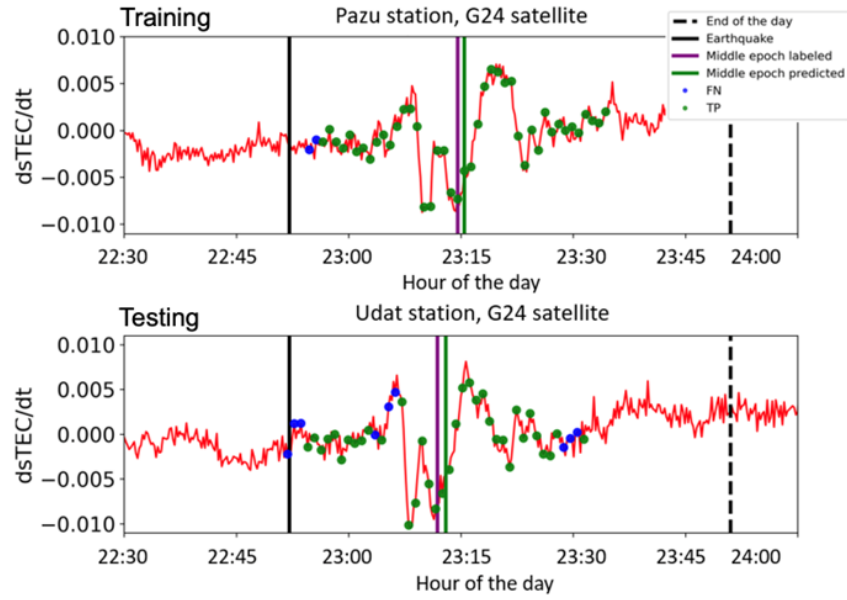 Training
Pazu station, G24 satellite
End of the day
Earthquake
Middle epoch labeled
Middle epoch predicted
FN
TP
dsTEC/dt
0.010
0.005
0.000
−0.005
−0.010
22:30 22:45 23:00 23:15 23:30 23:45 24:00
Hour of the day
Testing
Udat station, G24 satellite
dsTEC/dt
0.010
0.005
0.000
−0.005
−0.010
22:30 22:45 23:00 23:15 23:30 23:45 24:00
Hour of the day